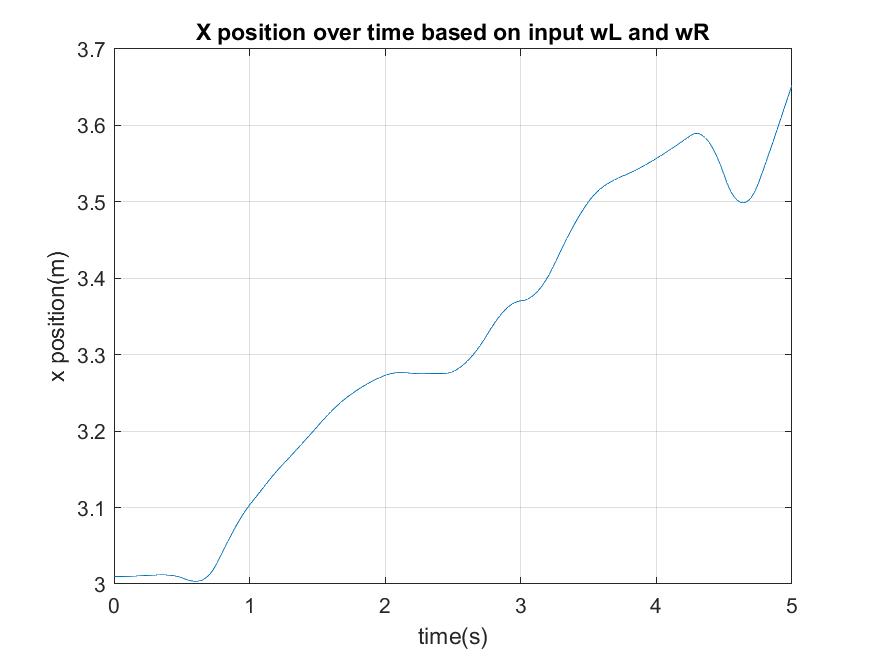 X position over time based on input wL and wR
3.7
3.6
3.5
3.4
3.3
3.2
3.1
3
x position(m)
0 1 2 3 4 5
time(s)